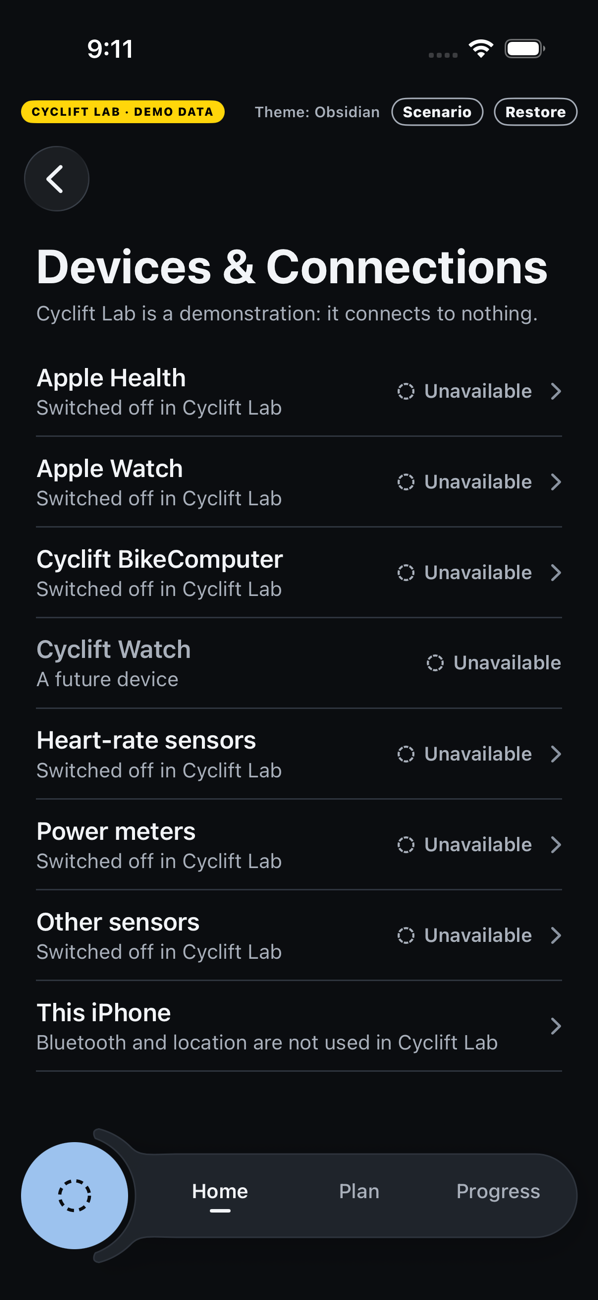 9:11
CYCLIFT LAB · DEMO DATA
Theme: Obsidian
Scenario
Restore
Devices & Connections
Cyclift Lab is a demonstration: it connects to nothing.
Apple Health
Switched off in Cyclift Lab
Unavailable
Apple Watch
Switched off in Cyclift Lab
Unavailable
Cyclift BikeComputer
Switched off in Cyclift Lab
Unavailable
Cyclift Watch
A future device
Unavailable
Heart-rate sensors
Switched off in Cyclift Lab
Unavailable
Power meters
Switched off in Cyclift Lab
Unavailable
Other sensors
Switched off in Cyclift Lab
Unavailable
This iPhone
Bluetooth and location are not used in Cyclift Lab
Home
Plan
Progress